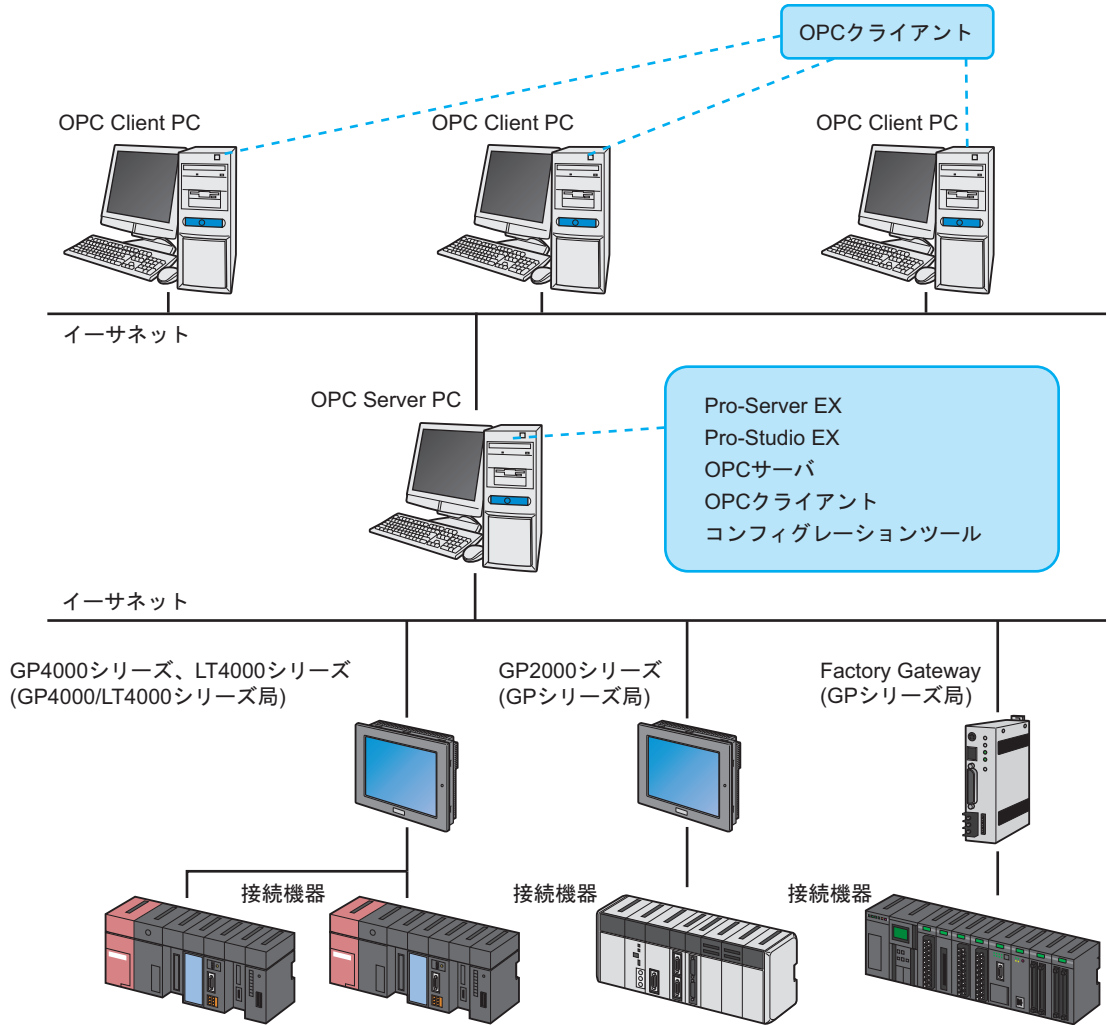 OPCクライアント
OPC Client PC
OPC Client PC
OPC Client PC
イーサネット
OPC Server PC
Pro-Server EX
Pro-Studio EX
OPCサーバ
OPCクライアント
コンフィグレーションツール
イーサネット
GP4000シリーズ、LT4000シリーズ
(GP4000/LT4000シリーズ局)
GP2000シリーズ
(GPシリーズ局)
Factory Gateway
(GPシリーズ局)
接続機器
接続機器
接続機器